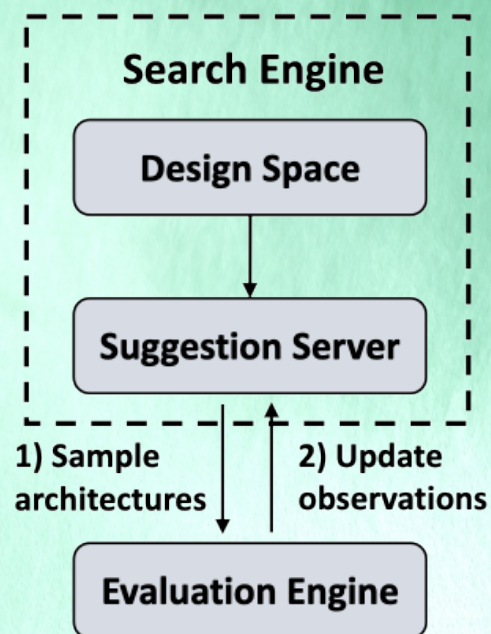 Search Engine
Design Space
Suggestion Server
1) Sample
architectures
2) Update
observations
Evaluation Engine